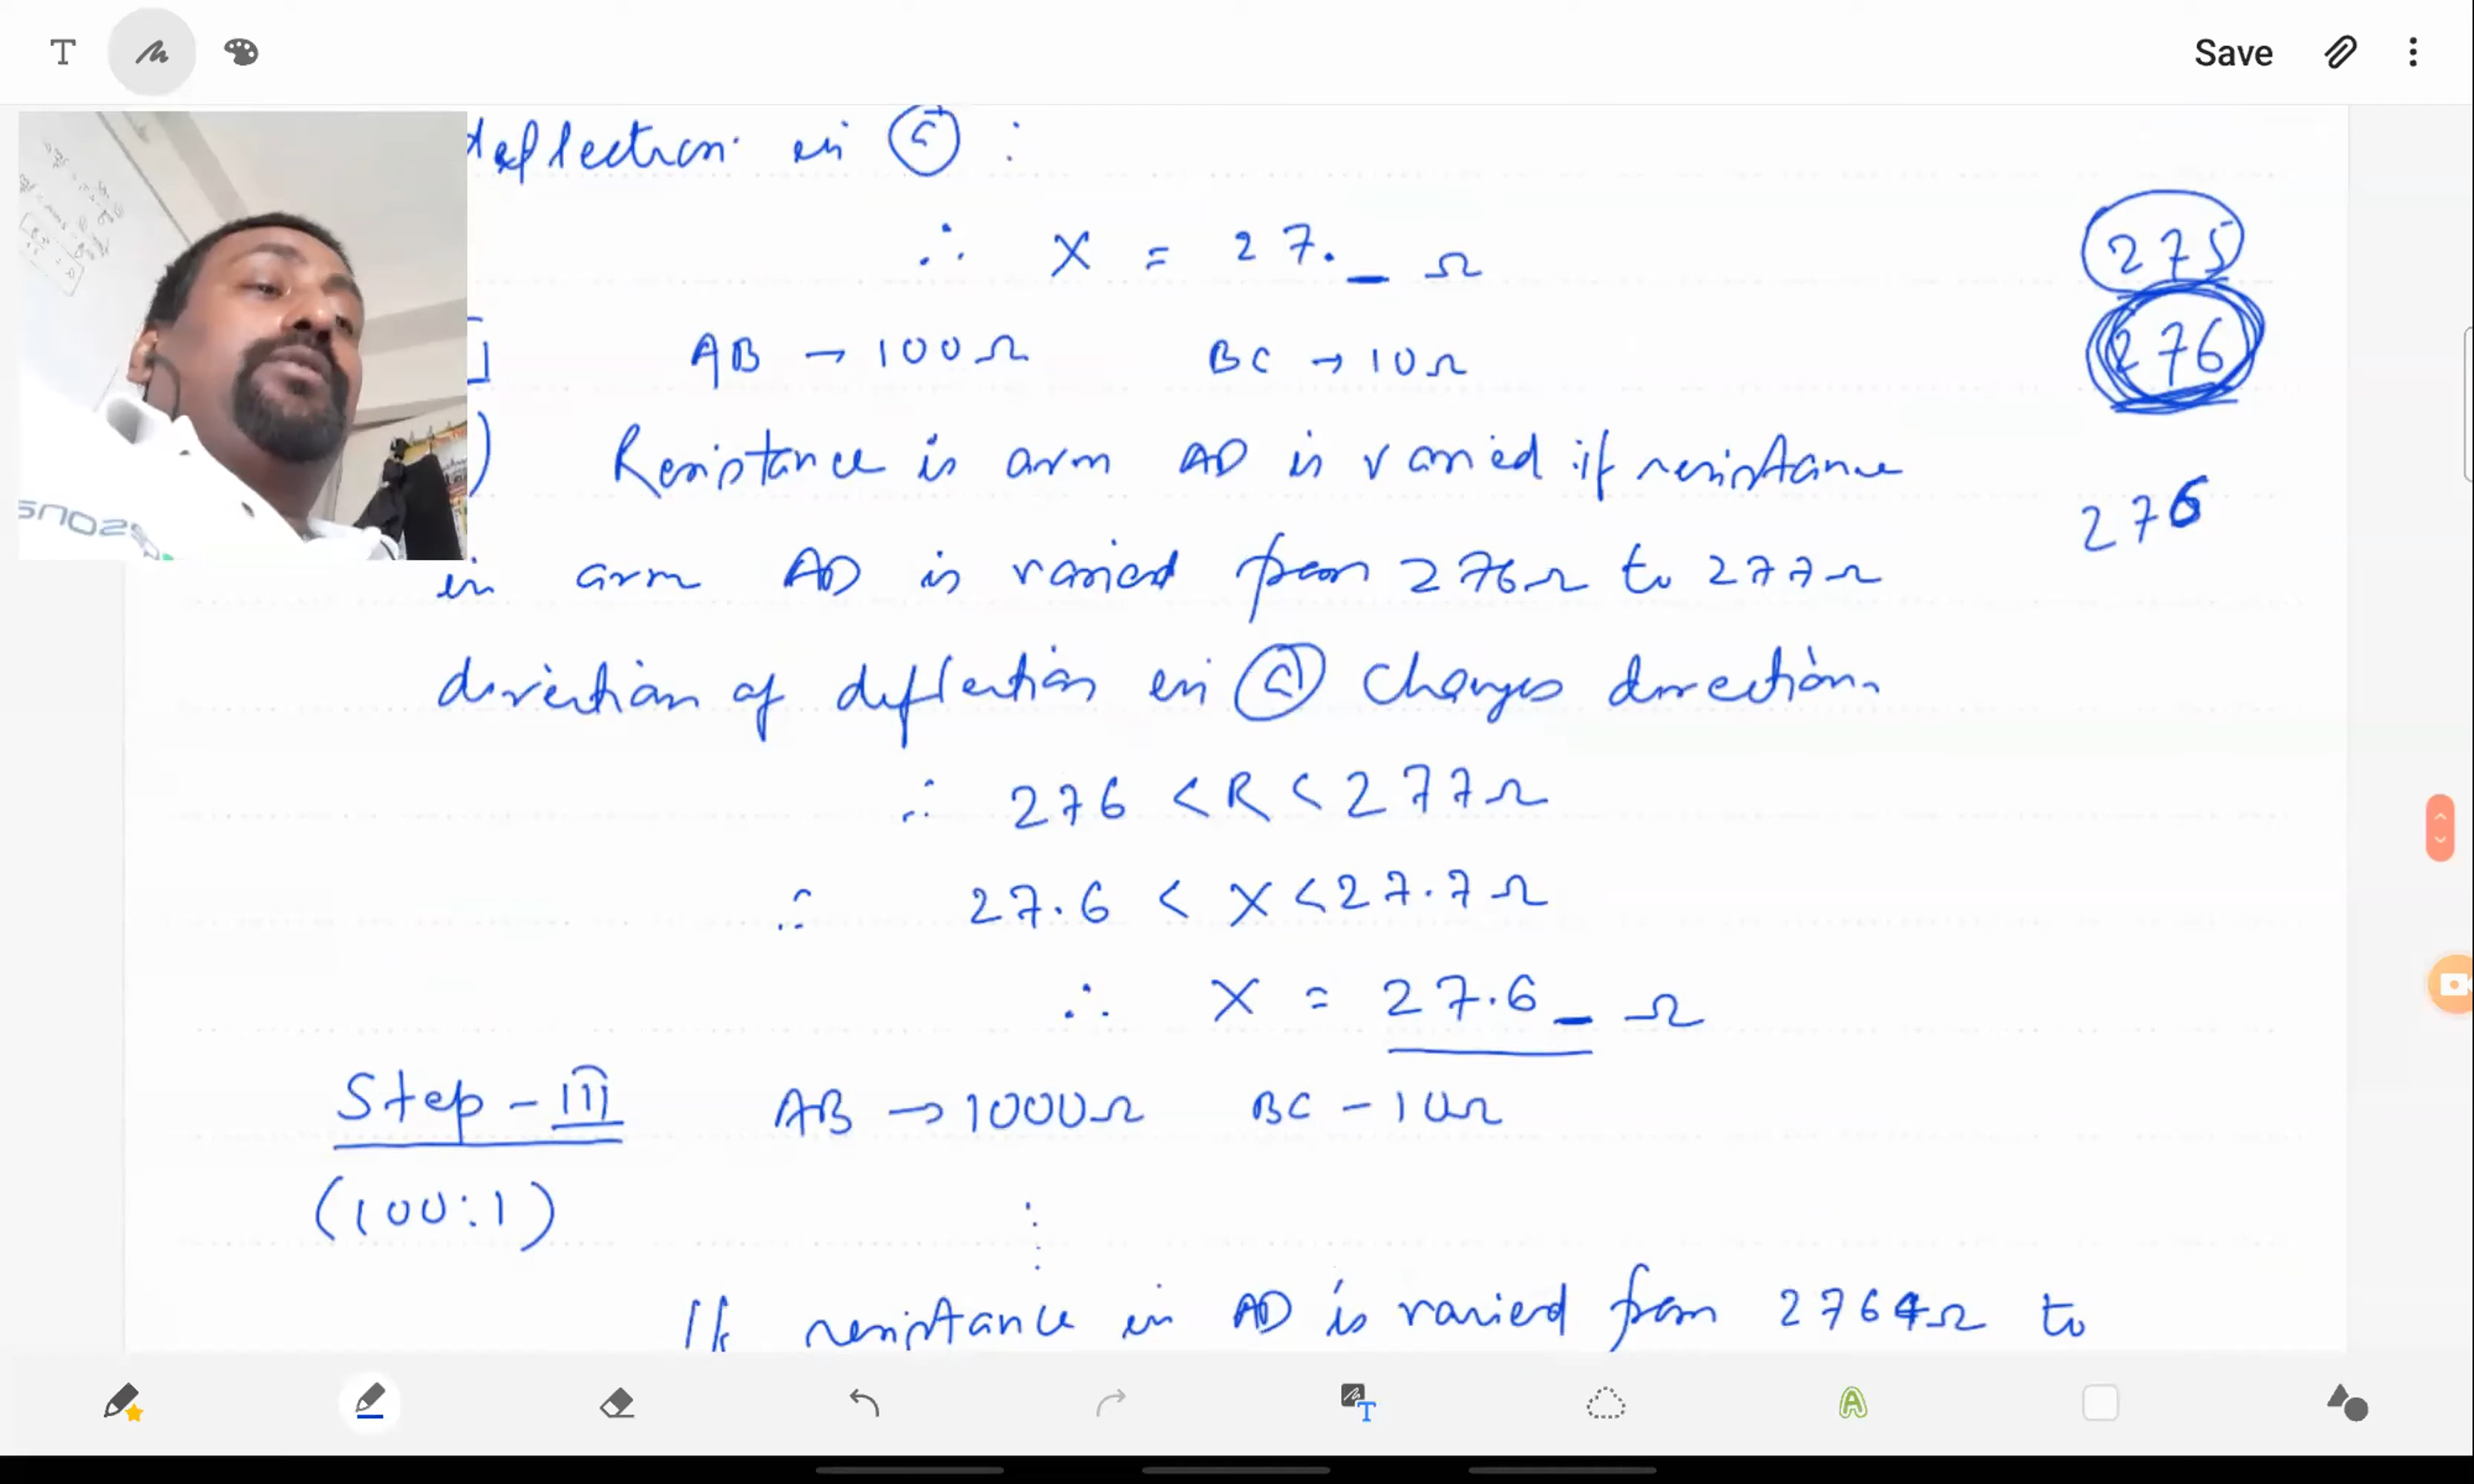 Save
deflection in G :
∴ X = 27._ Ω
275
AB → 100Ω BC → 10Ω
276
) Resistance is arm AD is varied if resistance
276
in arm AD is varied from 276Ω to 277Ω
direction of deflection in G changes direction.
∴ 276 < R < 277Ω
∴ 27.6 < X < 27.7Ω
∴ X = 27.6_ Ω
Step - III AB → 1000Ω BC - 10Ω
(100:1)
If resistance in AD is varied from 2764Ω to